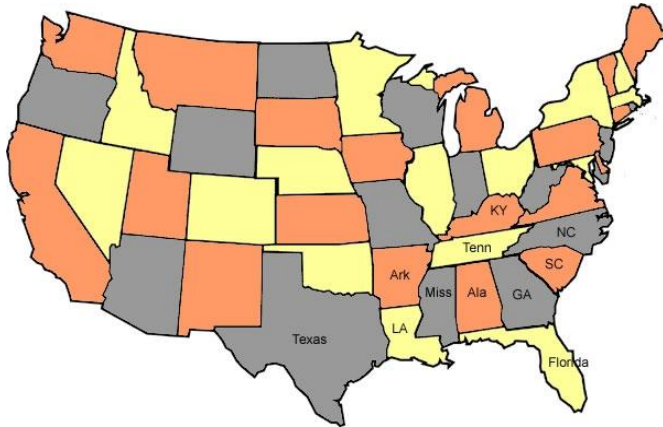 KY
NC
Tenn
SC
Ark
Miss
Ala
GA
LA
Texas
Florida